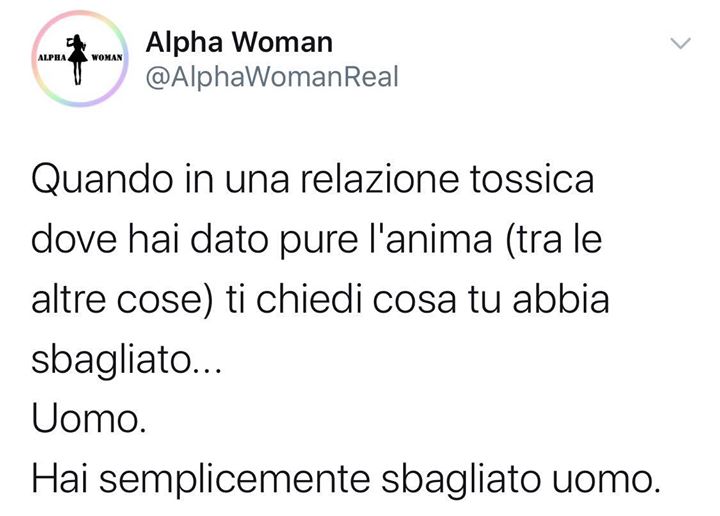 ALPHA WOMAN
Alpha Woman
@AlphaWomanReal
Quando in una relazione tossica
dove hai dato pure l'anima (tra le
altre cose) ti chiedi cosa tu abbia
sbagliato...
Uomo.
Hai semplicemente sbagliato uomo.